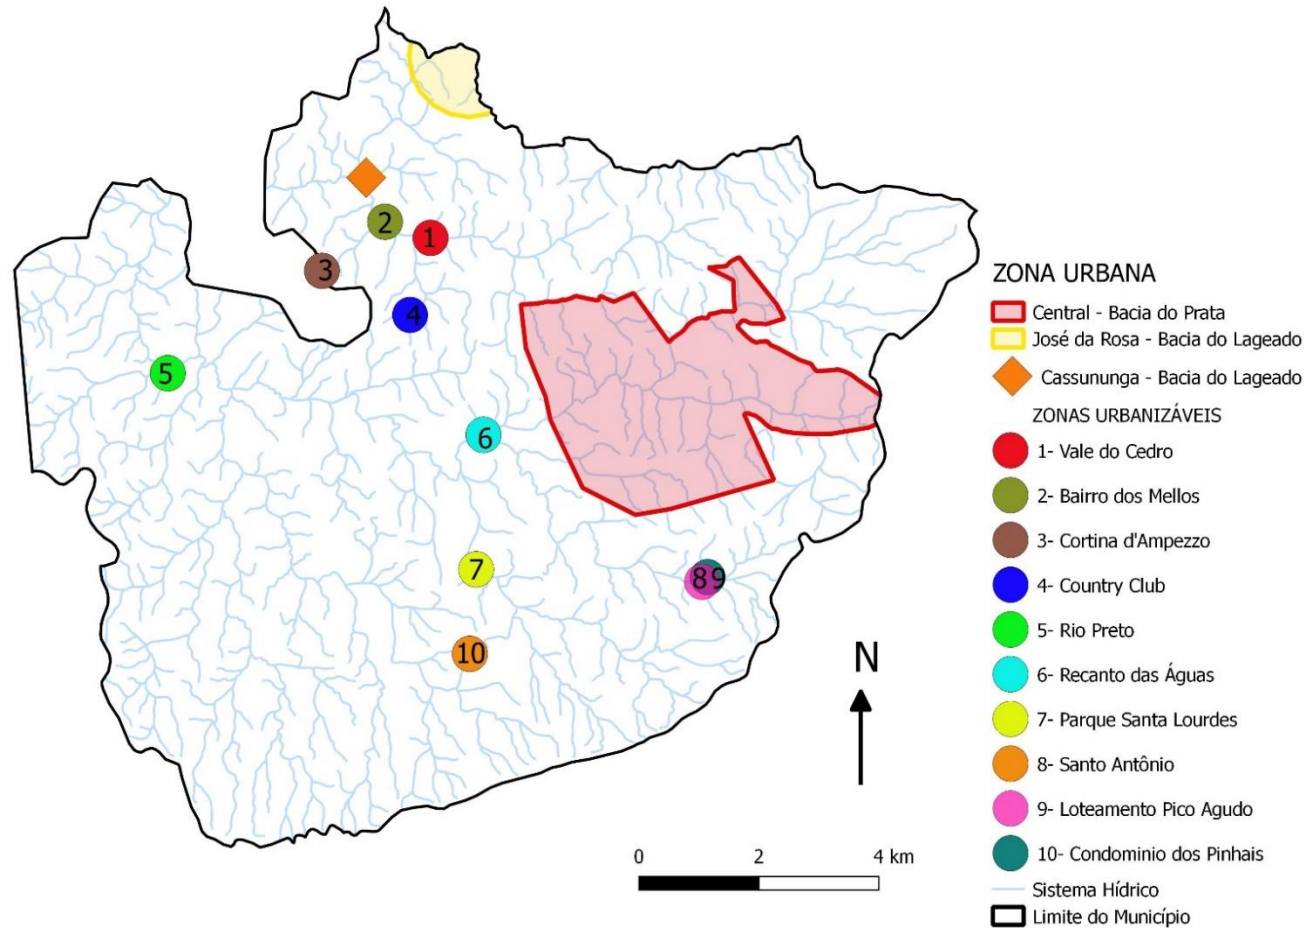 2
1
3
4
5
6
7
8
9
10
N
0 2 4 km
ZONA URBANA
Central - Bacia do Prata
José da Rosa - Bacia do Lageado
Cassununga - Bacia do Lageado
ZONAS URBANIZÁVEIS
1- Vale do Cedro
2- Bairro dos Mellos
3- Cortina d'Ampezzo
4- Country Club
5- Rio Preto
6- Recanto das Águas
7- Parque Santa Lourdes
8- Santo Antônio
9- Loteamento Pico Agudo
10- Condominio dos Pinhais
Sistema Hídrico
Limite do Município